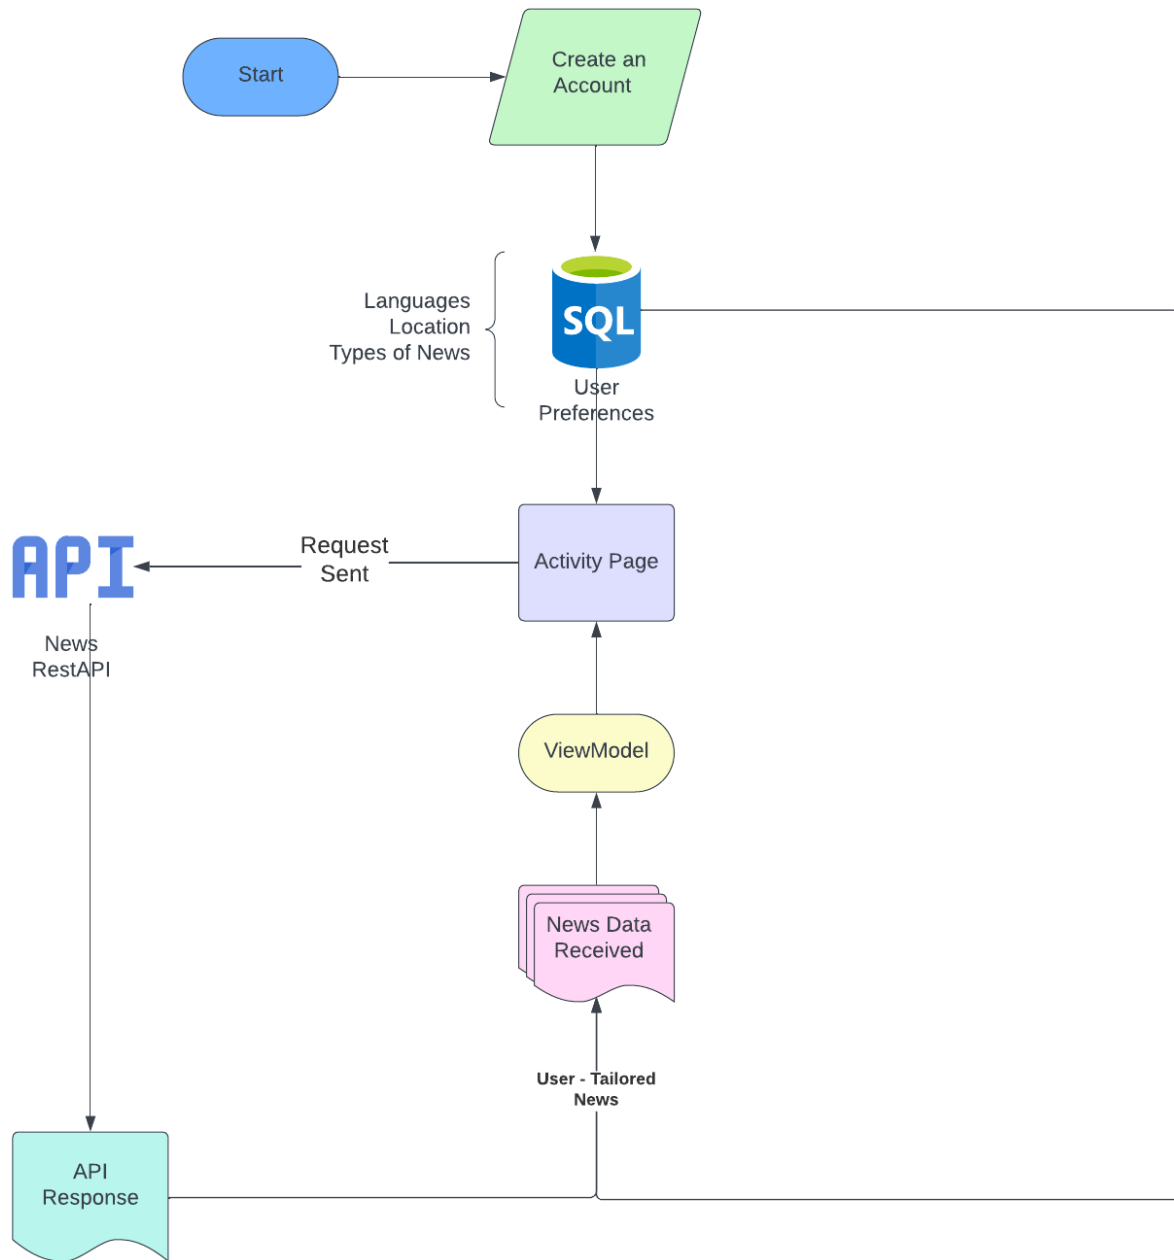 Start
Create an
Account
Languages
Location
Types of News
SQL
User
Preferences
API
Request
Sent
Activity Page
News
RestAPI
ViewModel
News Data
Received
User - Tailored
News
API
Response